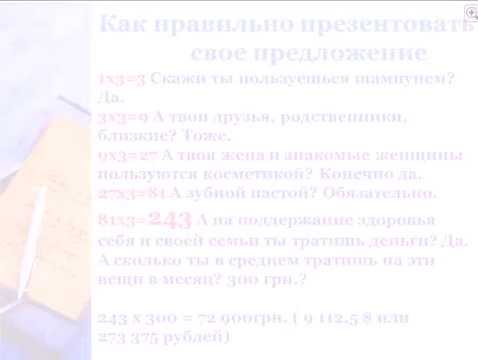 Как правильно презентовать
свое предложение
1х3=3 Скажи ты пользуешься шампунем?
Да.
3х3=9 А твои друзья, родственники,
близкие? Тоже.
9х3=27 А твоя жена и знакомые женщины
пользуются косметикой? Конечно да.
27х3=81 А зубной пастой? Обязательно.
81х3=243 А на поддержание здоровья
себя и своей семьи ты тратишь деньги? Да.
А сколько ты в среднем тратишь на эти
вещи в месяц? 300 грн.?
243 х 300 = 72 900грн. ( 9 112,5 $ или
273 375 рублей)